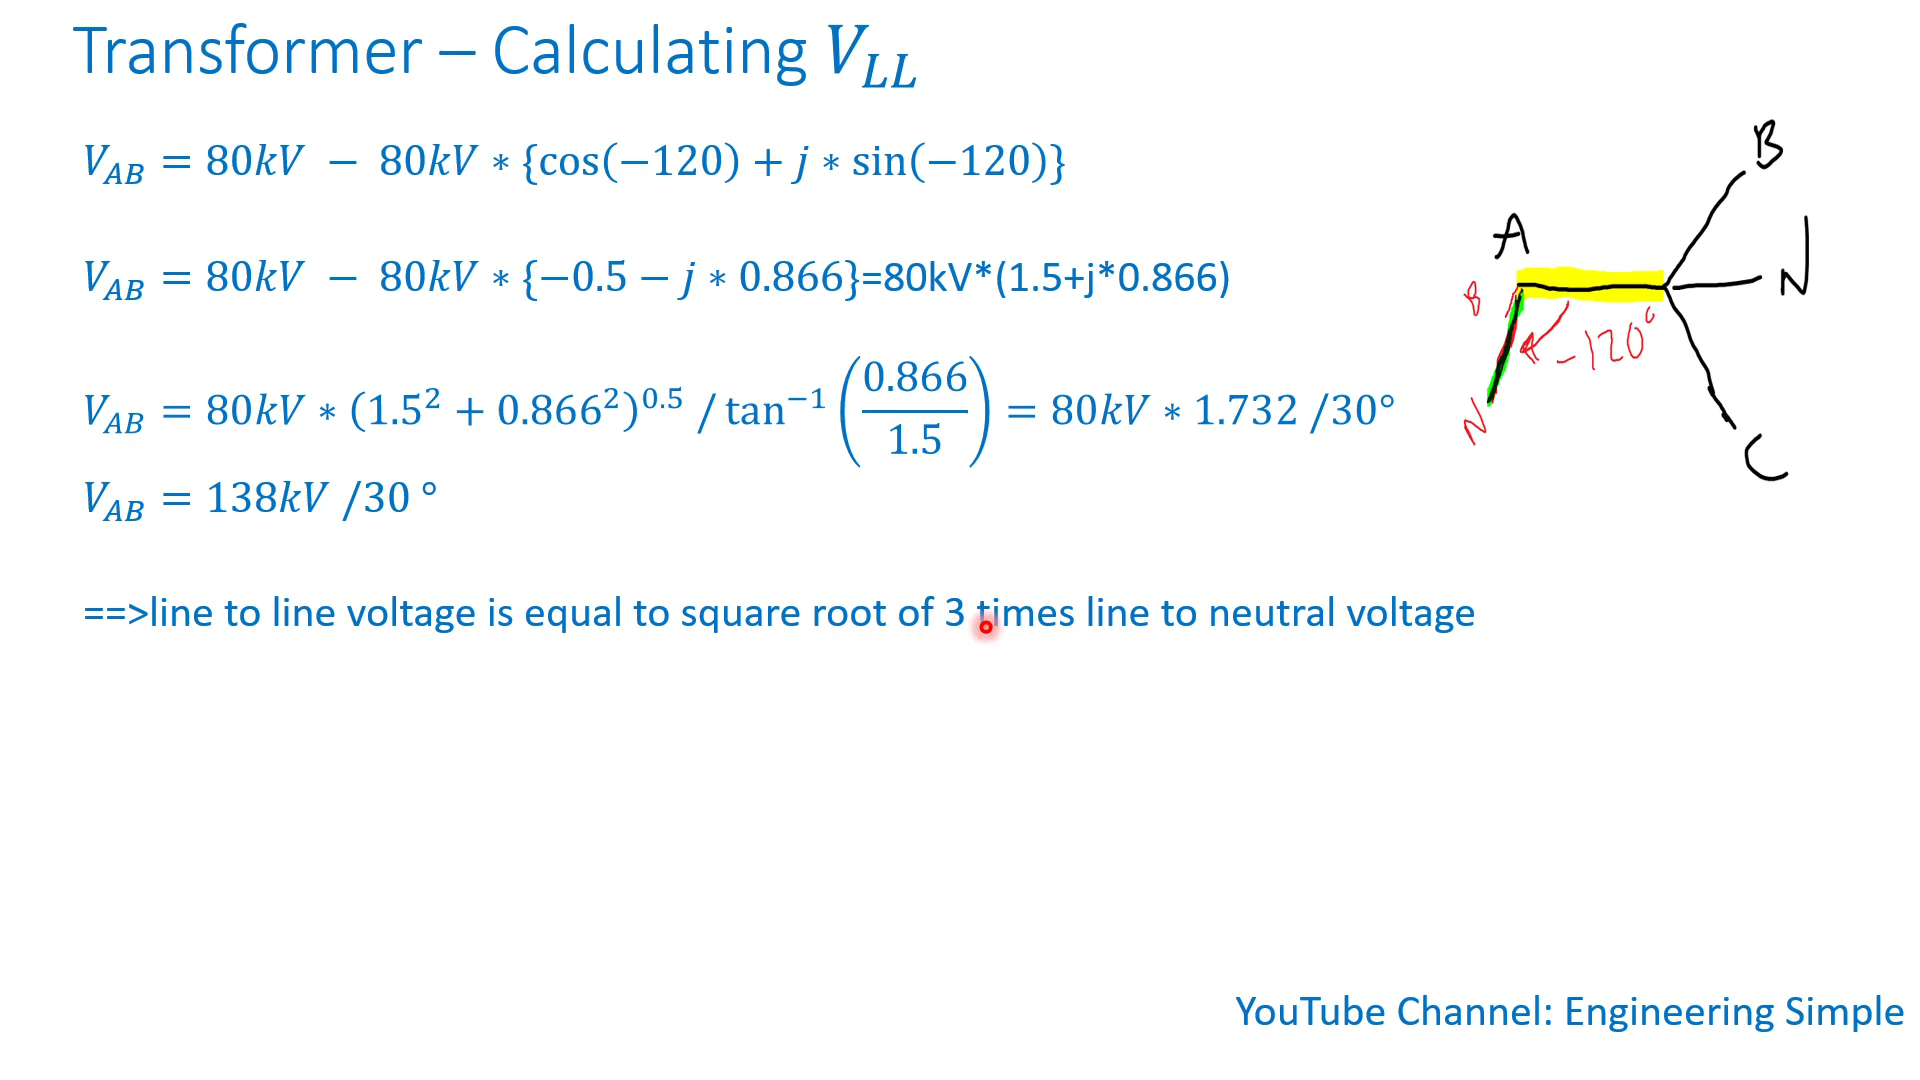 Transformer – Calculating V_LL
V_AB = 80kV − 80kV ∗ {cos(−120) + j ∗ sin(−120)}
V_AB = 80kV − 80kV ∗ {−0.5 − j ∗ 0.866}=80kV*(1.5+j*0.866)
V_AB = 80kV ∗ (1.5² + 0.866²)^0.5 / tan⁻¹(0.866/1.5) = 80kV ∗ 1.732 /30°
V_AB = 138kV /30 °
==>line to line voltage is equal to square root of 3 times line to neutral voltage
B
A
N
B
-120°
N
C
YouTube Channel: Engineering Simple